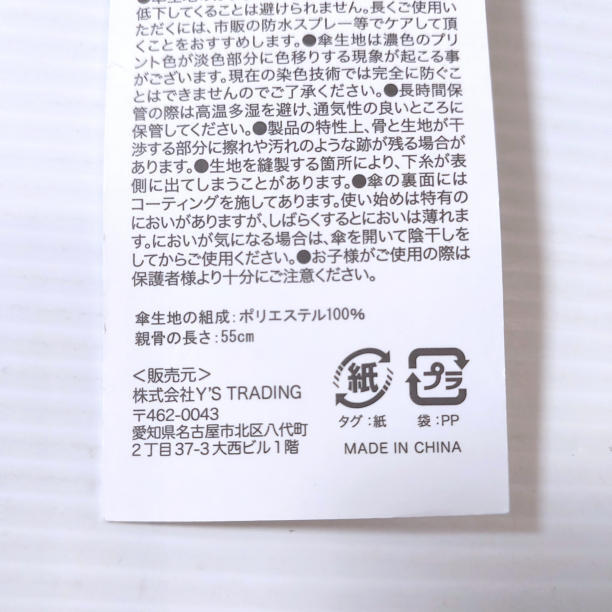 低下してくることは避けられません。長くご使用い
ただくには、市販の防水スプレー等でケアして頂
くことをおすすめします。●傘生地は濃色のプリ
ント色が淡色部分に色移りする現象が起こる事
がございます。現在の染色技術では完全に防ぐこ
とはできませんのでご了承ください。●長時間保
管の際は高温多湿を避け、通気性の良いところに
保管してください。●製品の特性上、骨と生地が干
渉する部分に擦れや汚れのような跡が残る場合が
あります。●生地を縫製する箇所により、下糸が表
側に出てしまうことがあります。●傘の裏面には
コーティングを施してあります。使い始めは特有の
においがありますが、しばらくするとにおいは薄れま
す。においが気になる場合は、傘を開いて陰干しを
してからご使用ください。●お子様がご使用の際は
保護者様より十分にご注意ください。
傘生地の組成:ポリエステル100%
親骨の長さ:55cm
＜販売元＞
株式会社Y'S TRADING
〒462-0043
愛知県名古屋市北区八代町
2丁目37-3 大西ビル1階
紙
プラ
タグ:紙 袋:PP
MADE IN CHINA